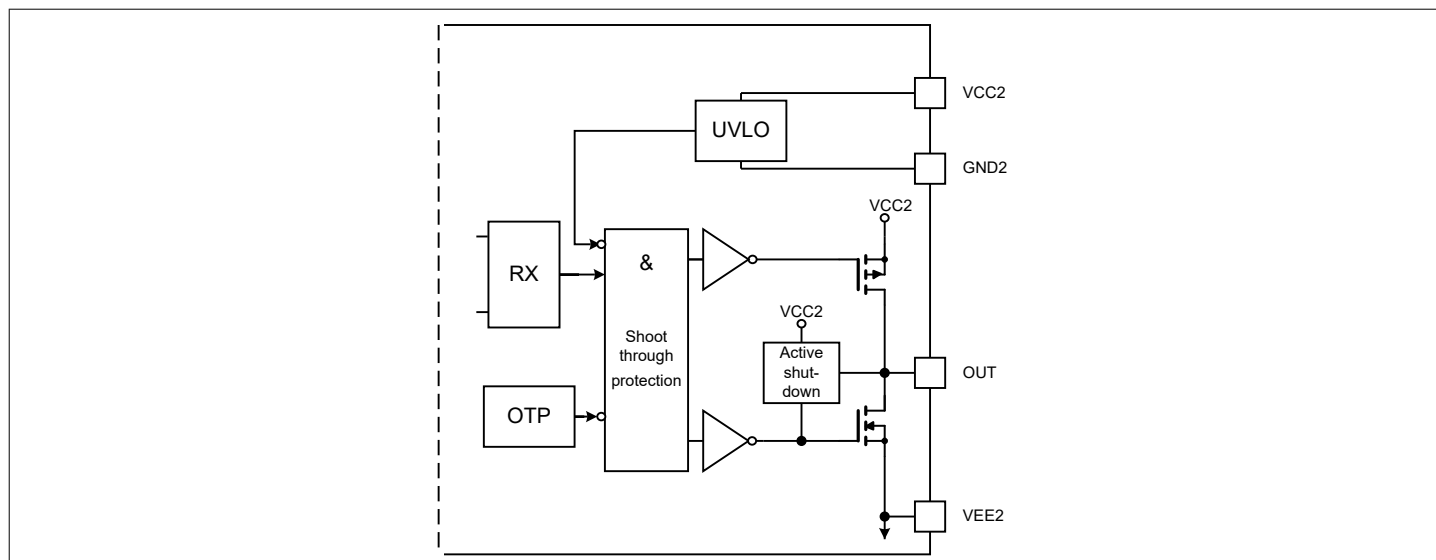 VCC2
UVLO
GND2
VCC2
RX
&
Shoot
through
protection
VCC2
Active
shut-
down
OUT
OTP
VEE2